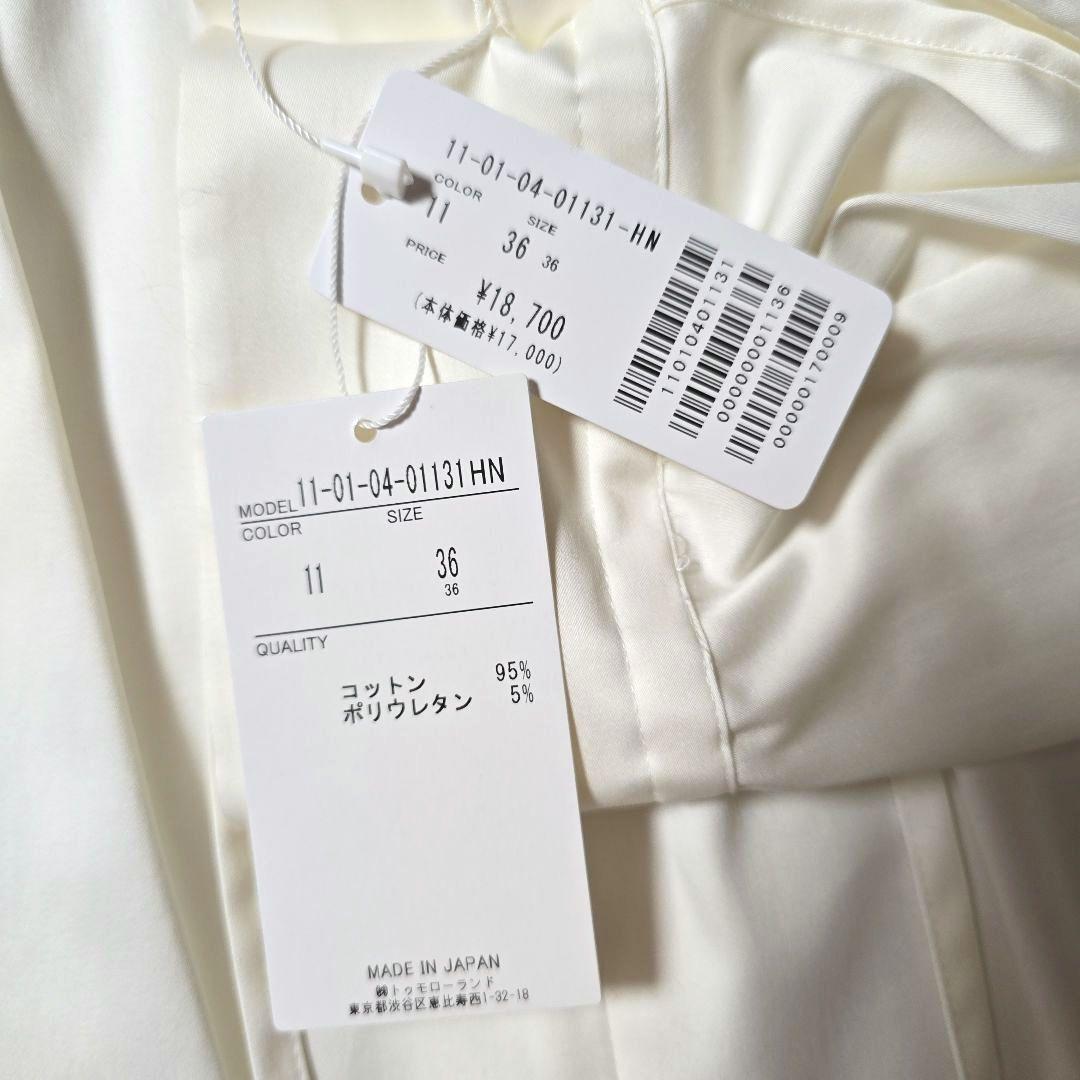 11-01-04-01131-HN
COLOR SIZE
11 36 36
PRICE
¥18,700
(本体価格¥17,000)
11010401131
0000001136
00000170009
MODEL 11-01-04-01131HN
COLOR SIZE
11 36
36
QUALITY
コットン 95%
ポリウレタン 5%
MADE IN JAPAN
㈱トゥモローランド
東京都渋谷区恵比寿西1-32-18